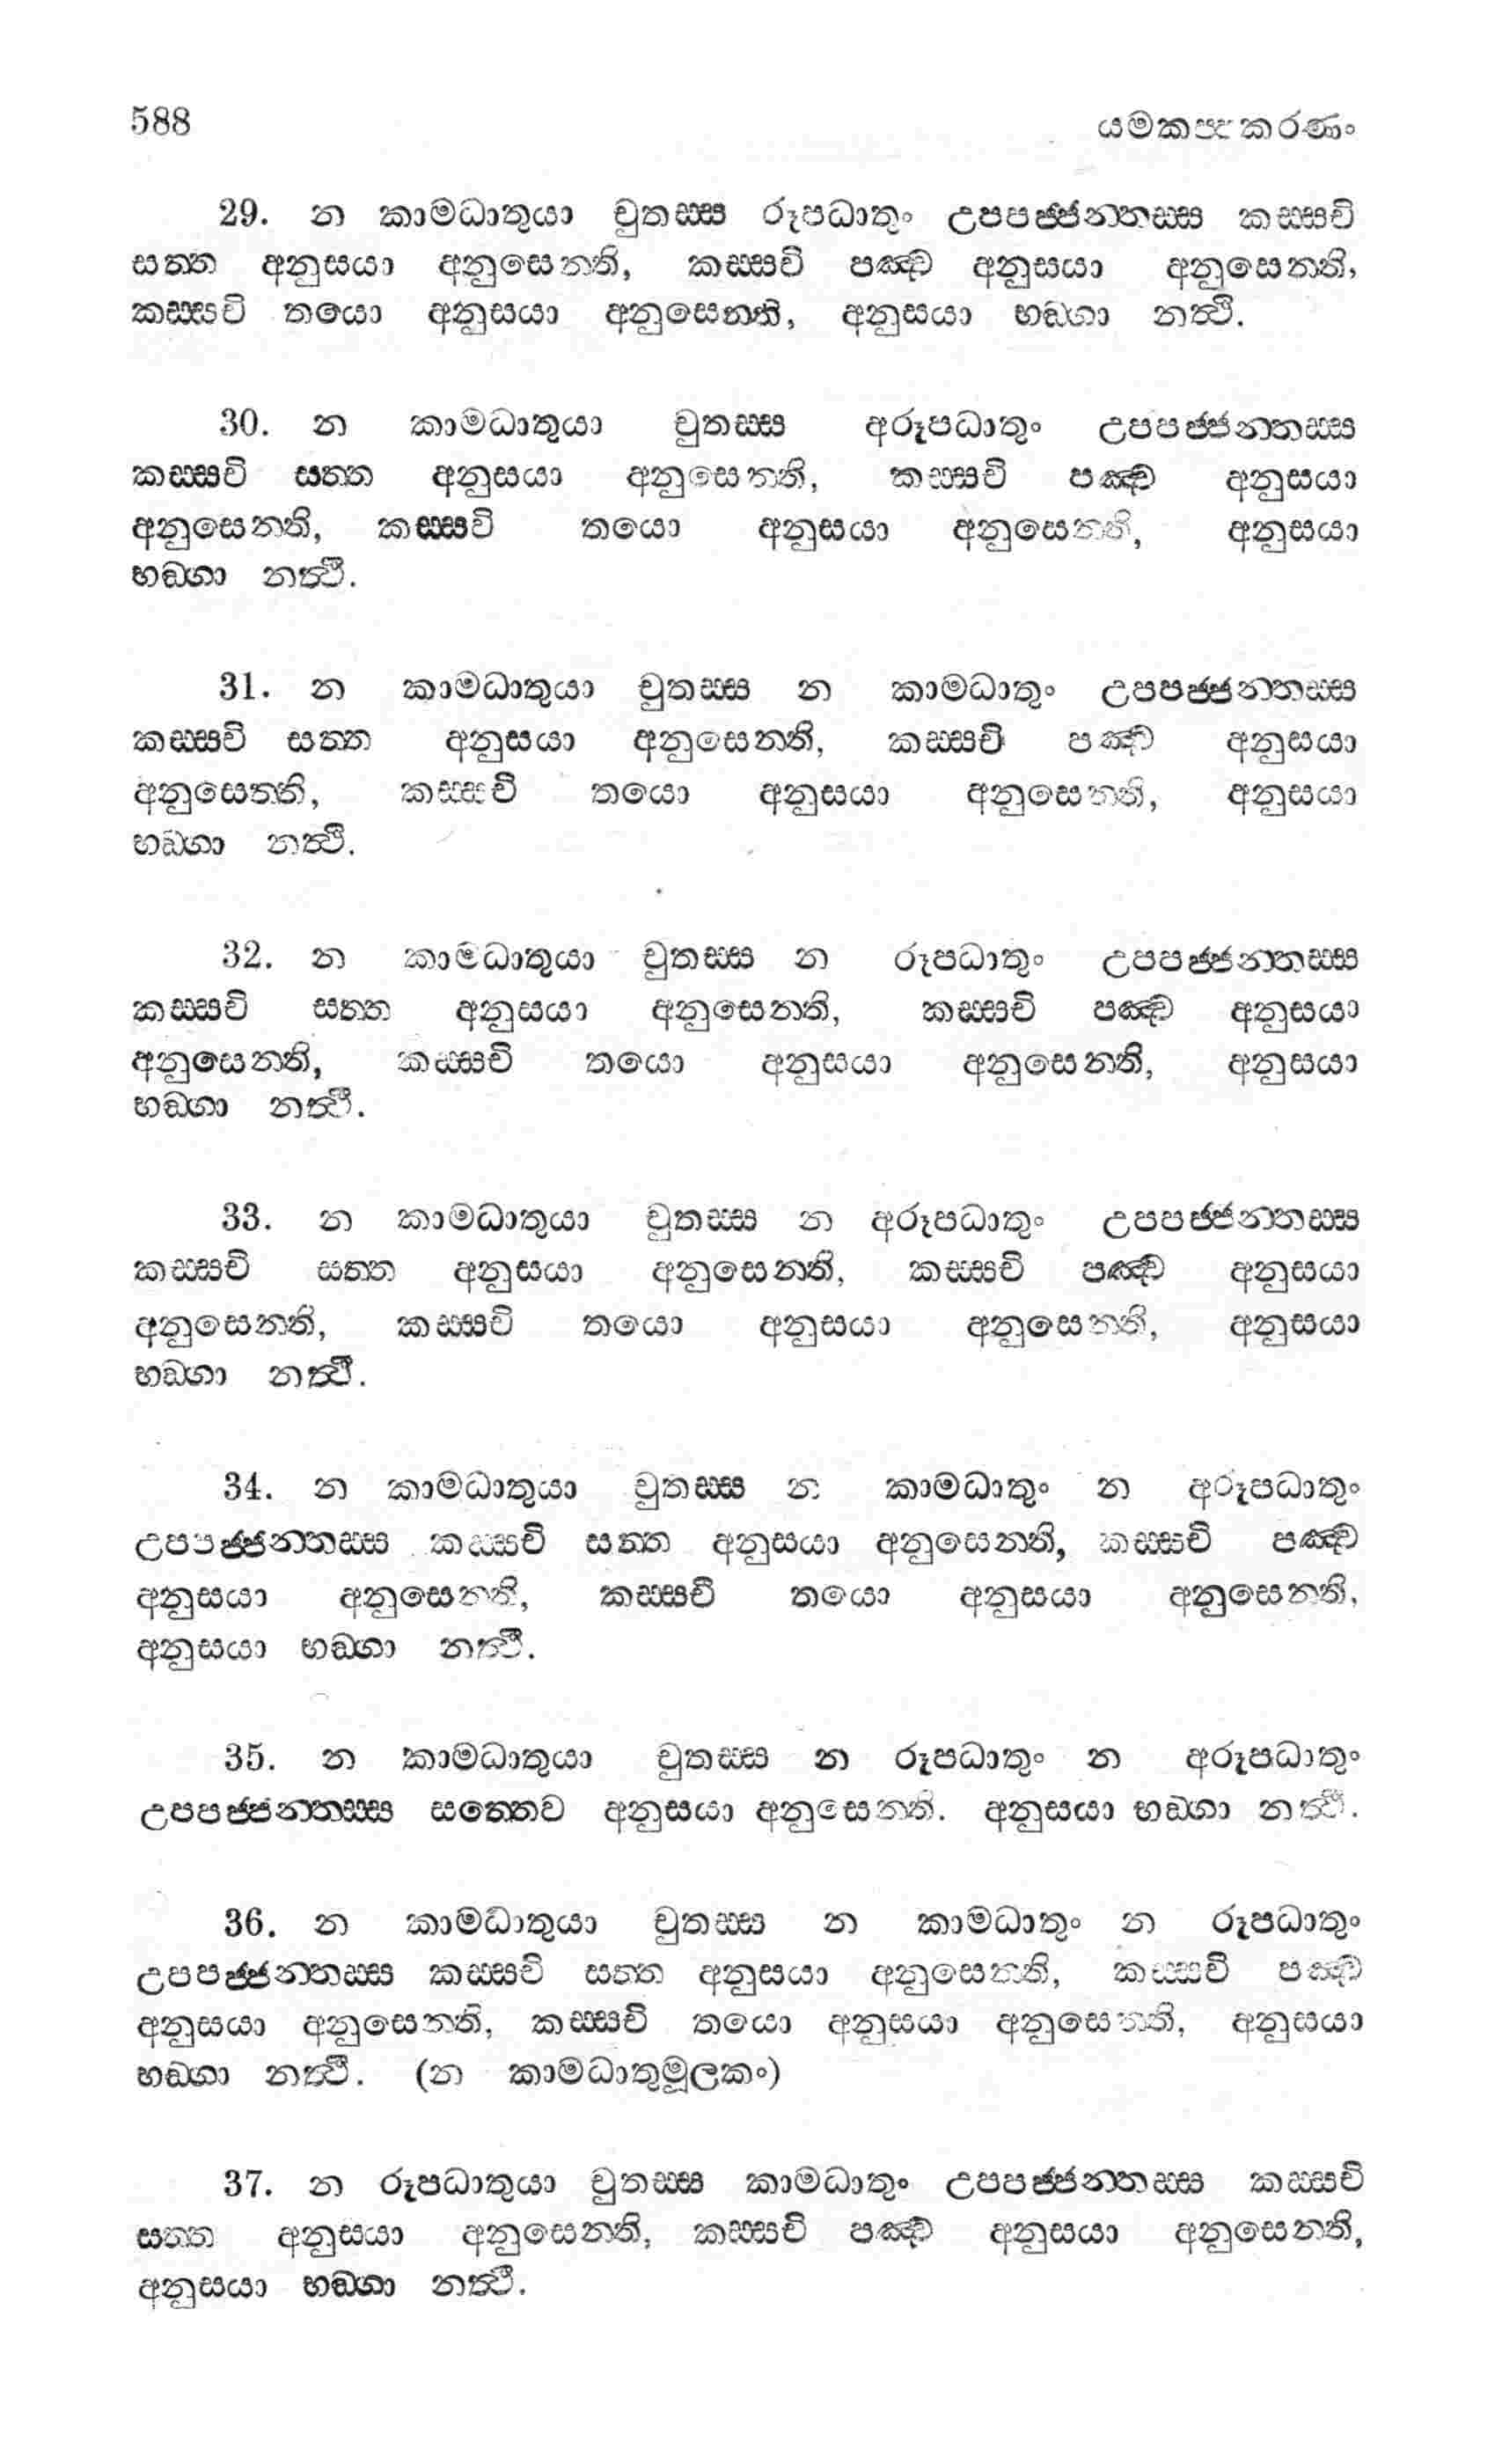 588 යමකප්පකරණං
29. න කාමධාතුයා චුතස්ස රූපධාතුං උපපජ්ජන්තස්ස කස්සචි
සත්ත අනුසයා අනුසෙන්ති, කස්සචි පඤ්ච අනුසයා අනුසෙන්ති,
කස්සචි තයො අනුසයා අනුසෙන්ති, අනුසයා භඞ්ගා නත්ථි.
30. න කාමධාතුයා චුතස්ස අරූපධාතුං උපපජ්ජන්තස්ස
කස්සචි සත්ත අනුසයා අනුසෙන්ති, කස්සචි පඤ්ච අනුසයා
අනුසෙන්ති, කස්සචි තයො අනුසයා අනුසෙන්ති, අනුසයා
භඞ්ගා නත්ථි.
31. න කාමධාතුයා චුතස්ස න කාමධාතුං උපපජ්ජන්තස්ස
කස්සචි සත්ත අනුසයා අනුසෙන්ති, කස්සචි පඤ්ච අනුසයා
අනුසෙන්ති, කස්සචි තයො අනුසයා අනුසෙන්ති, අනුසයා
භඞ්ගා නත්ථි.
32. න කාමධාතුයා චුතස්ස න රූපධාතුං උපපජ්ජන්තස්ස
කස්සචි සත්ත අනුසයා අනුසෙන්ති, කස්සචි පඤ්ච අනුසයා
අනුසෙන්ති, කස්සචි තයො අනුසයා අනුසෙන්ති, අනුසයා
භඞ්ගා නත්ථි.
33. න කාමධාතුයා චුතස්ස න අරූපධාතුං උපපජ්ජන්තස්ස
කස්සචි සත්ත අනුසයා අනුසෙන්ති, කස්සචි පඤ්ච අනුසයා
අනුසෙන්ති, කස්සචි තයො අනුසයා අනුසෙන්ති, අනුසයා
භඞ්ගා නත්ථි.
34. න කාමධාතුයා චුතස්ස න කාමධාතුං න අරූපධාතුං
උපපජ්ජන්තස්ස කස්සචි සත්ත අනුසයා අනුසෙන්ති, කස්සචි පඤ්ච
අනුසයා අනුසෙන්ති, කස්සචි තයො අනුසයා අනුසෙන්ති,
අනුසයා භඞ්ගා නත්ථි.
35. න කාමධාතුයා චුතස්ස න රූපධාතුං න අරූපධාතුං
උපපජ්ජන්තස්ස සත්තෙව අනුසයා අනුසෙන්ති. අනුසයා භඞ්ගා නත්ථි.
36. න කාමධාතුයා චුතස්ස න කාමධාතුං න රූපධාතුං
උපපජ්ජන්තස්ස කස්සචි සත්ත අනුසයා අනුසෙන්ති, කස්සචි පඤ්ච
අනුසයා අනුසෙන්ති, කස්සචි තයො අනුසයා අනුසෙන්ති, අනුසයා
භඞ්ගා නත්ථි. (න කාමධාතුමූලකං)
37. න රූපධාතුයා චුතස්ස කාමධාතුං උපපජ්ජන්තස්ස කස්සචි
සත්ත අනුසයා අනුසෙන්ති, කස්සචි පඤ්ච අනුසයා අනුසෙන්ති,
අනුසයා භඞ්ගා නත්ථි.